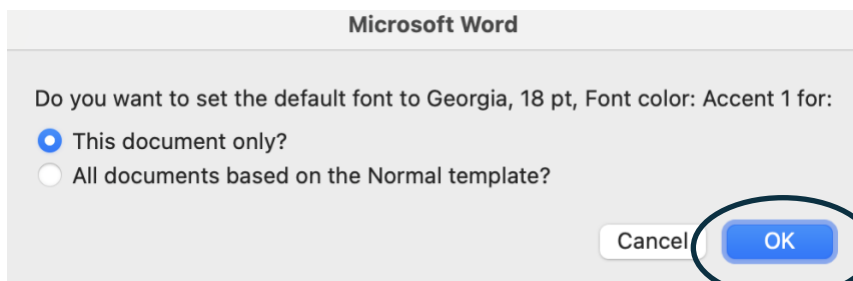 Microsoft Word
Do you want to set the default font to Georgia, 18 pt, Font color: Accent 1 for:
This document only?
All documents based on the Normal template?
Cancel OK